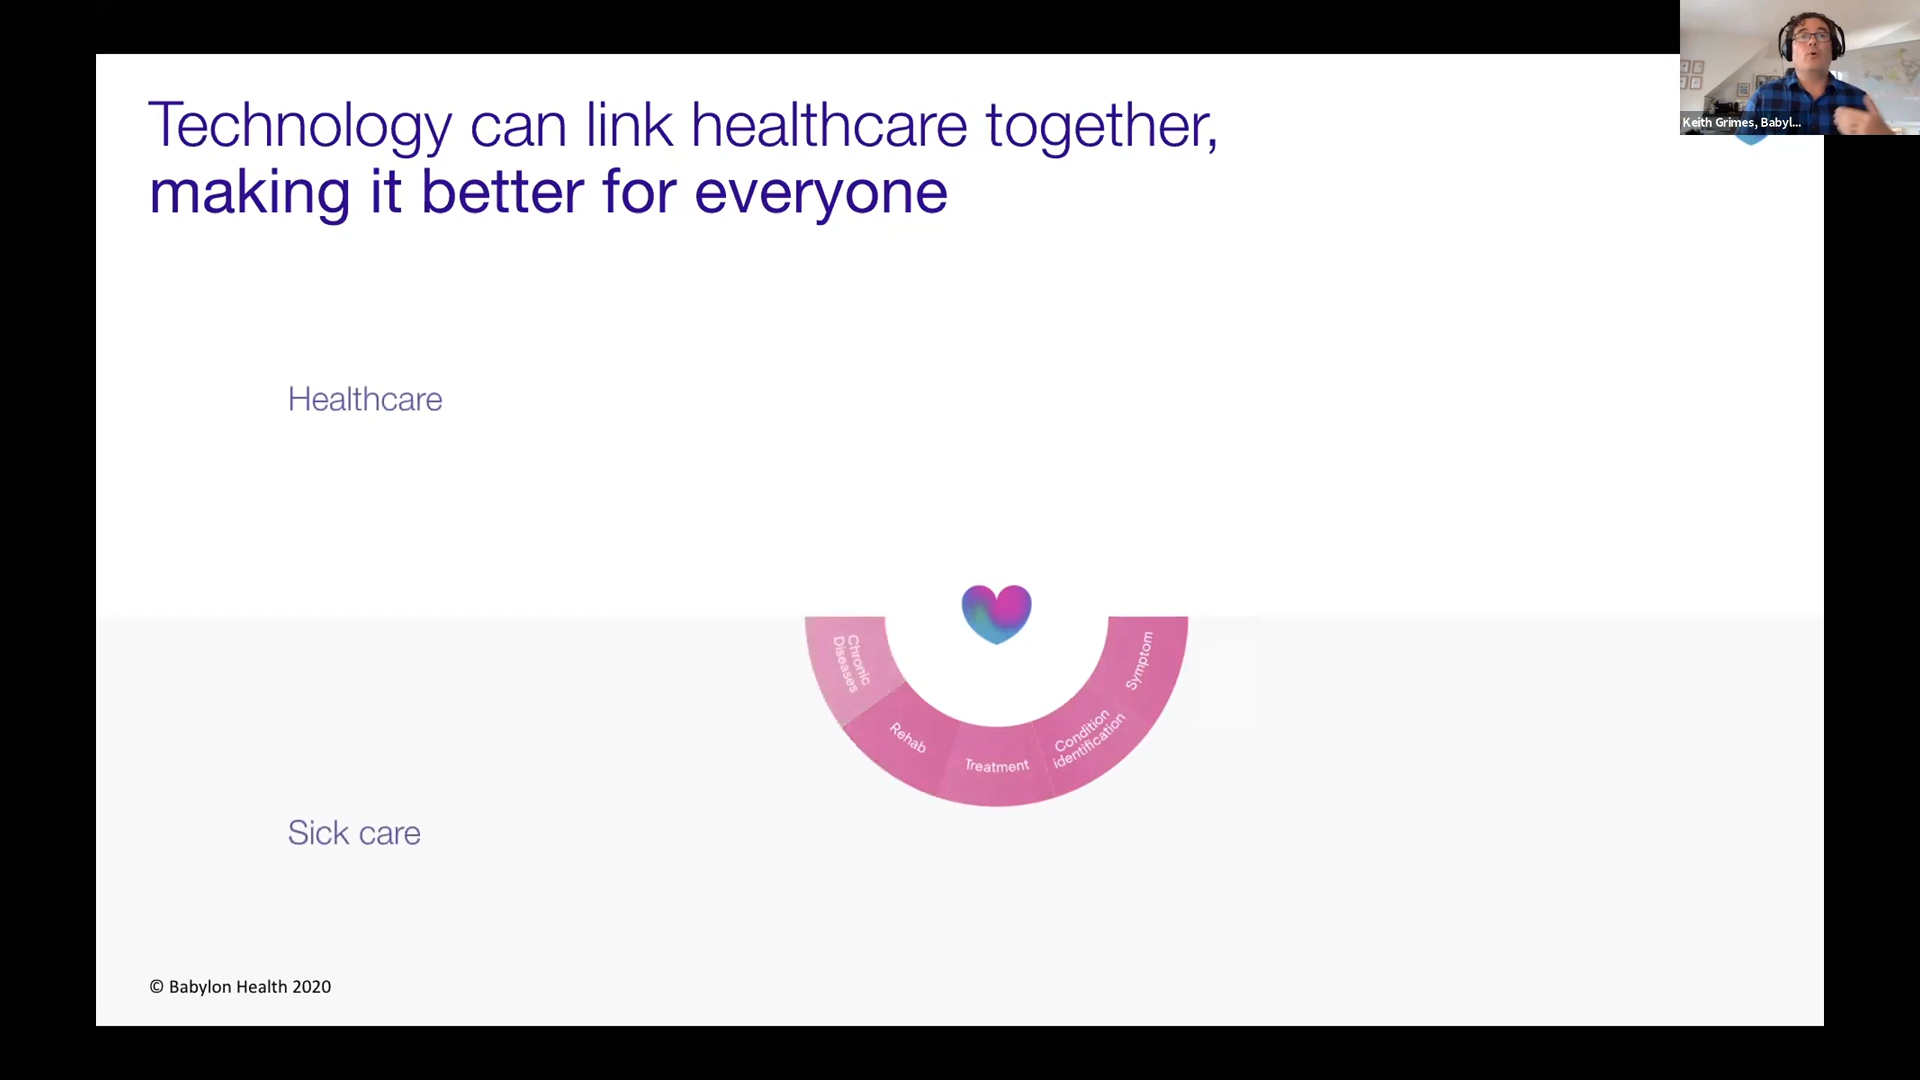 Technology can link healthcare together,
making it better for everyone
Keith Grimes, Babyl...
Healthcare
Chronic
Diseases
Rehab
Treatment
Condition
identification
Symptom
Sick care
© Babylon Health 2020